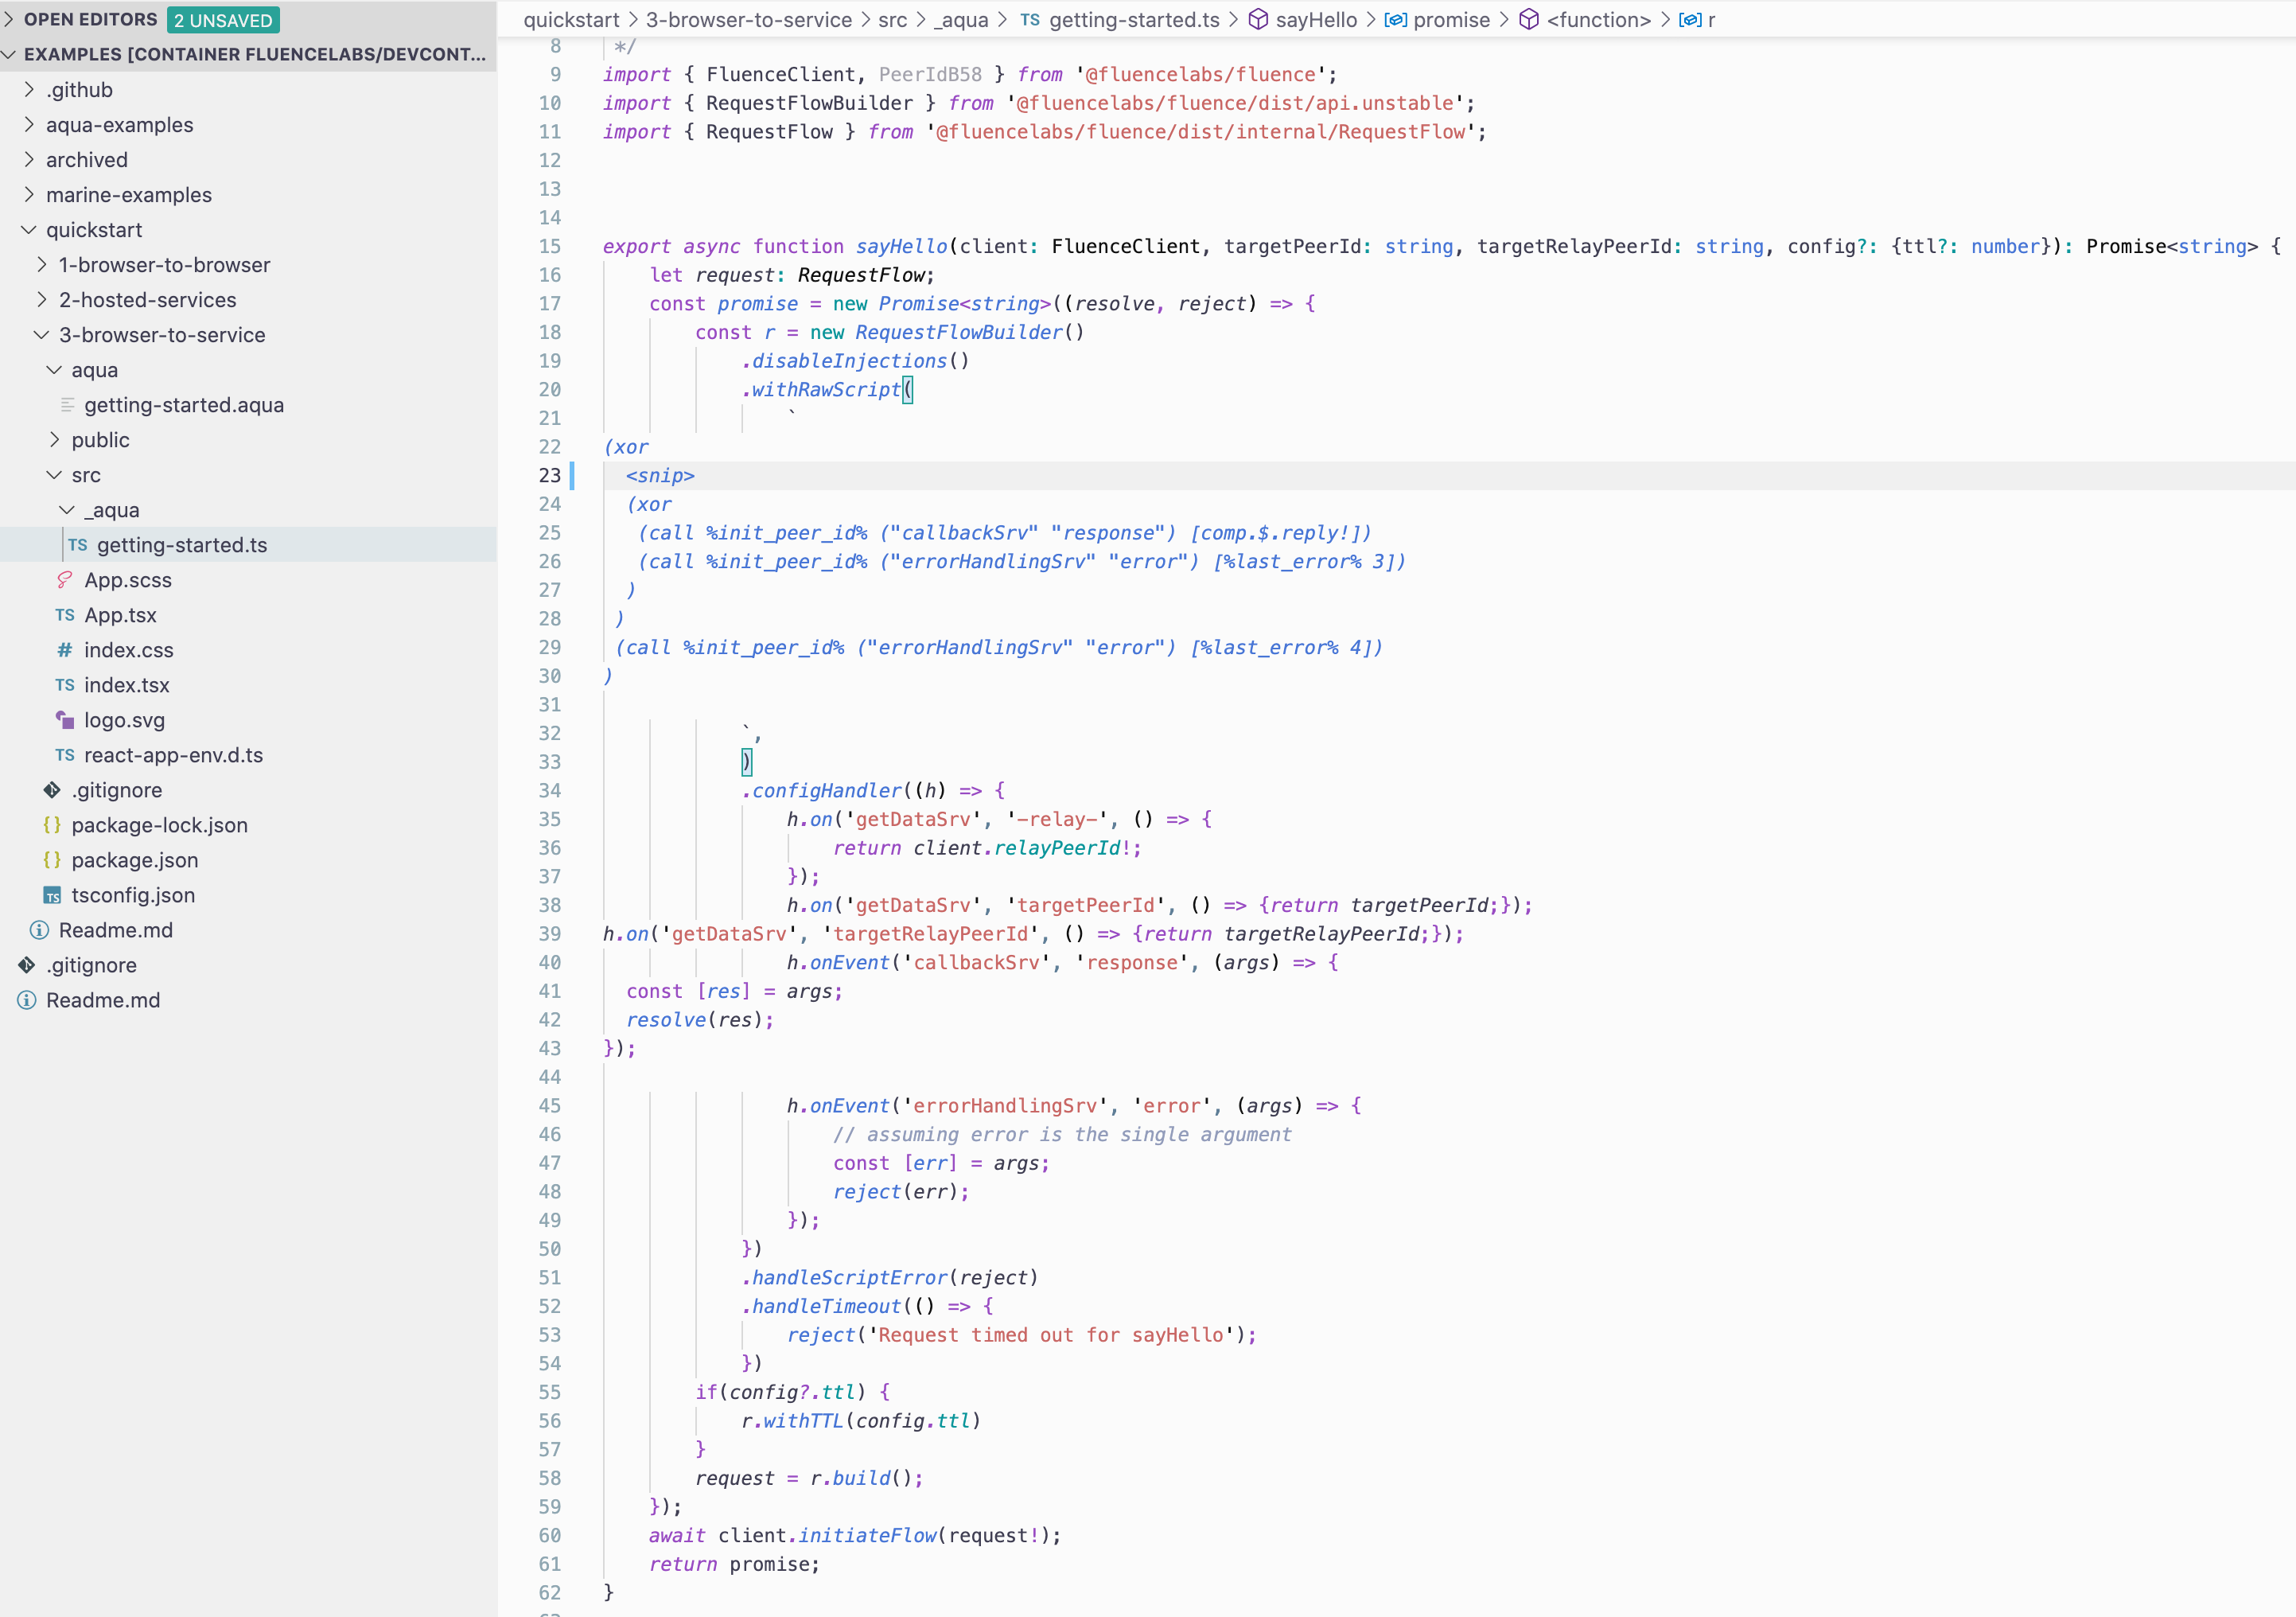 OPEN EDITORS 2 UNSAVED
EXAMPLES [CONTAINER FLUENCELABS/DEVCONT...
.github
aqua-examples
archived
marine-examples
quickstart
1-browser-to-browser
2-hosted-services
3-browser-to-service
aqua
getting-started.aqua
public
src
_aqua
TS getting-started.ts
App.scss
TS App.tsx
# index.css
TS index.tsx
logo.svg
TS react-app-env.d.ts
.gitignore
{} package-lock.json
{} package.json
TS tsconfig.json
Readme.md
.gitignore
Readme.md
quickstart > 3-browser-to-service > src > _aqua > TS getting-started.ts > sayHello > promise > <function> > r
8 */
9 import { FluenceClient, PeerIdB58 } from '@fluencelabs/fluence';
10 import { RequestFlowBuilder } from '@fluencelabs/fluence/dist/api.unstable';
11 import { RequestFlow } from '@fluencelabs/fluence/dist/internal/RequestFlow';
12
13
14
15 export async function sayHello(client: FluenceClient, targetPeerId: string, targetRelayPeerId: string, config?: {ttl?: number}): Promise<string> {
16 let request: RequestFlow;
17 const promise = new Promise<string>((resolve, reject) => {
18 const r = new RequestFlowBuilder()
19 .disableInjections()
20 .withRawScript(
21 `
22 (xor
23 <snip>
24 (xor
25 (call %init_peer_id% ("callbackSrv" "response") [comp.$.reply!])
26 (call %init_peer_id% ("errorHandlingSrv" "error") [%last_error% 3])
27 )
28 )
29 (call %init_peer_id% ("errorHandlingSrv" "error") [%last_error% 4])
30 )
31
32 `,
33 )
34 .configHandler((h) => {
35 h.on('getDataSrv', '-relay-', () => {
36 return client.relayPeerId!;
37 });
38 h.on('getDataSrv', 'targetPeerId', () => {return targetPeerId;});
39 h.on('getDataSrv', 'targetRelayPeerId', () => {return targetRelayPeerId;});
40 h.onEvent('callbackSrv', 'response', (args) => {
41 const [res] = args;
42 resolve(res);
43 });
44
45 h.onEvent('errorHandlingSrv', 'error', (args) => {
46 // assuming error is the single argument
47 const [err] = args;
48 reject(err);
49 });
50 })
51 .handleScriptError(reject)
52 .handleTimeout(() => {
53 reject('Request timed out for sayHello');
54 })
55 if(config?.ttl) {
56 r.withTTL(config.ttl)
57 }
58 request = r.build();
59 });
60 await client.initiateFlow(request!);
61 return promise;
62 }